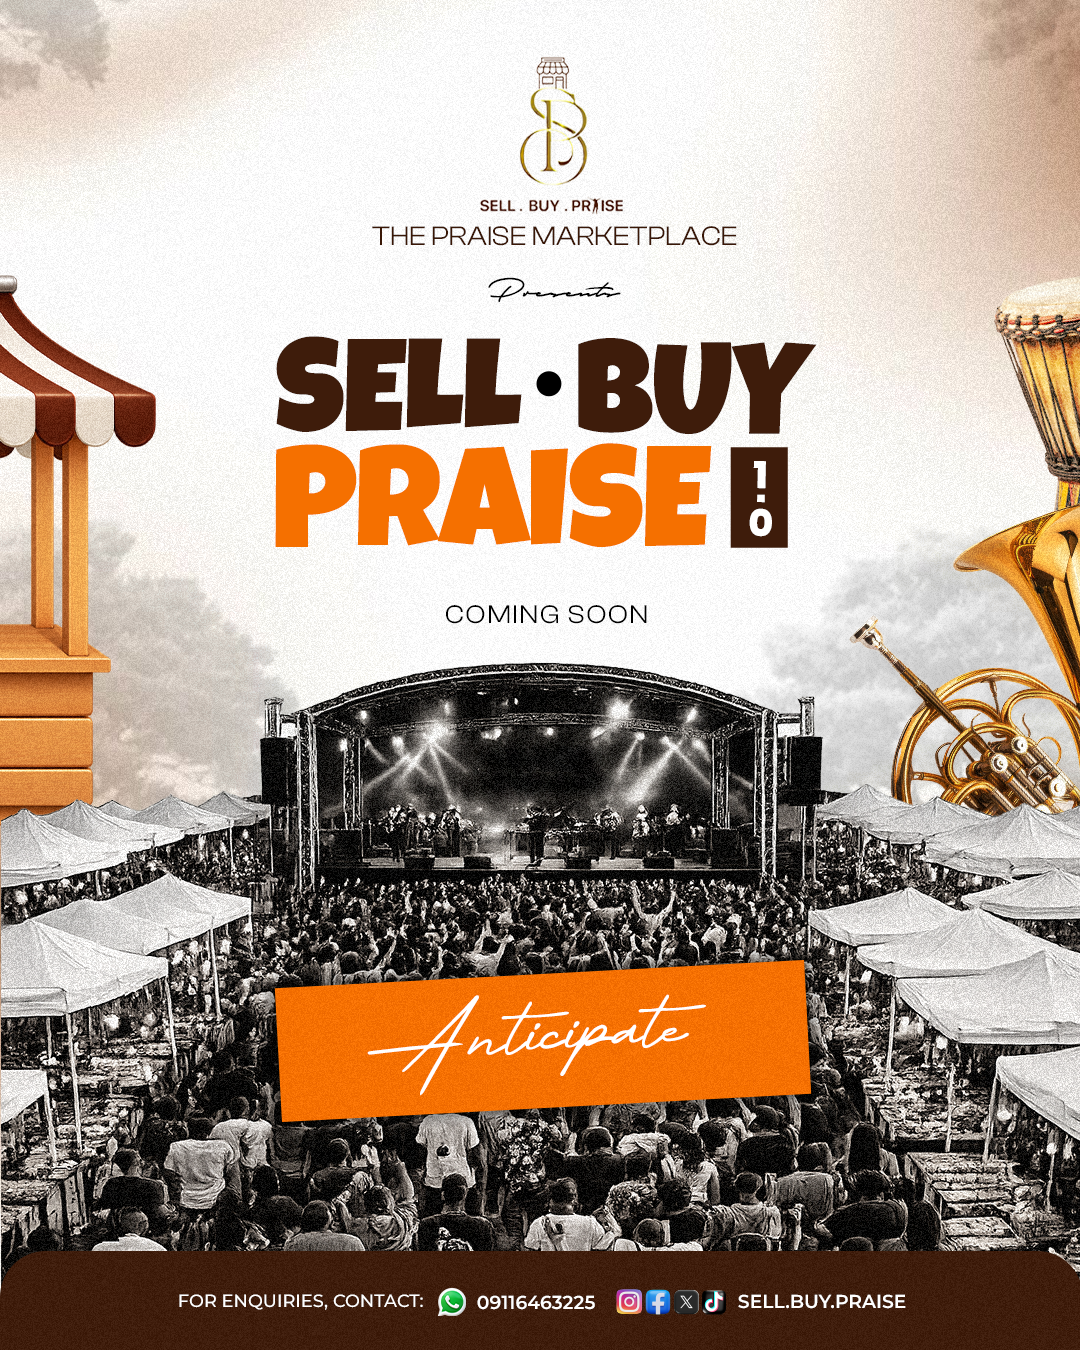 SELL . BUY . PRAISE
THE PRAISE MARKETPLACE
Presents
SELL • BUY
PRAISE 1.0
COMING SOON
Anticipate
FOR ENQUIRIES, CONTACT: 09116463225 SELL.BUY.PRAISE